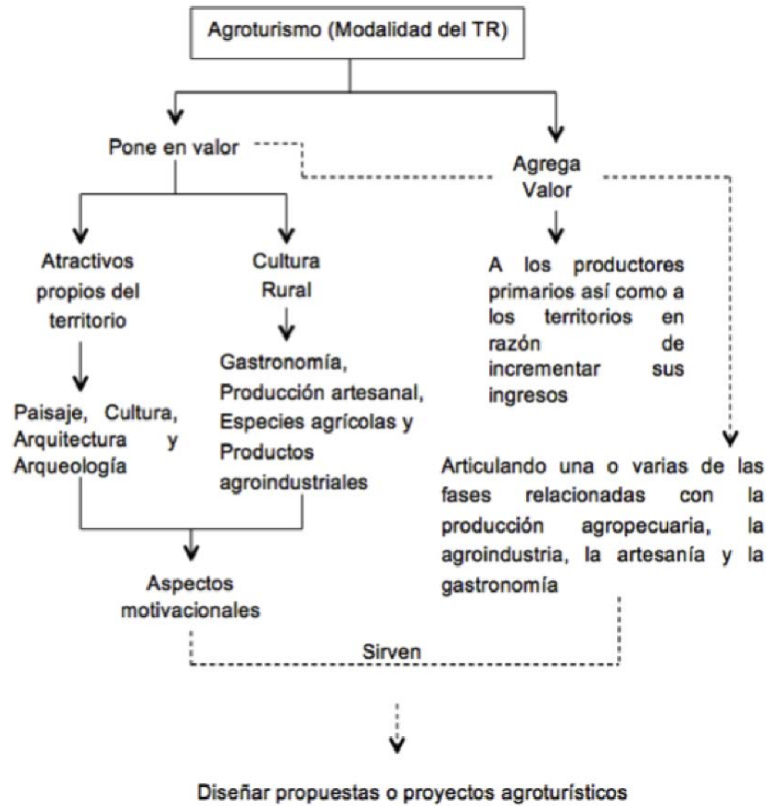 Agroturismo (Modalidad del TR)
Pone en valor
Agrega
Valor
Atractivos
propios del
territorio
Cultura
Rural
A los productores
primarios así como a
los territorios en
razón de
incrementar sus
ingresos
Paisaje, Cultura,
Arquitectura y
Arqueología
Gastronomía,
Producción artesanal,
Especies agrícolas y
Productos
agroindustriales
Articulando una o varias de las
fases relacionadas con la
producción agropecuaria, la
agroindustria, la artesanía y la
gastronomía
Aspectos
motivacionales
Sirven
Diseñar propuestas o proyectos agroturísticos